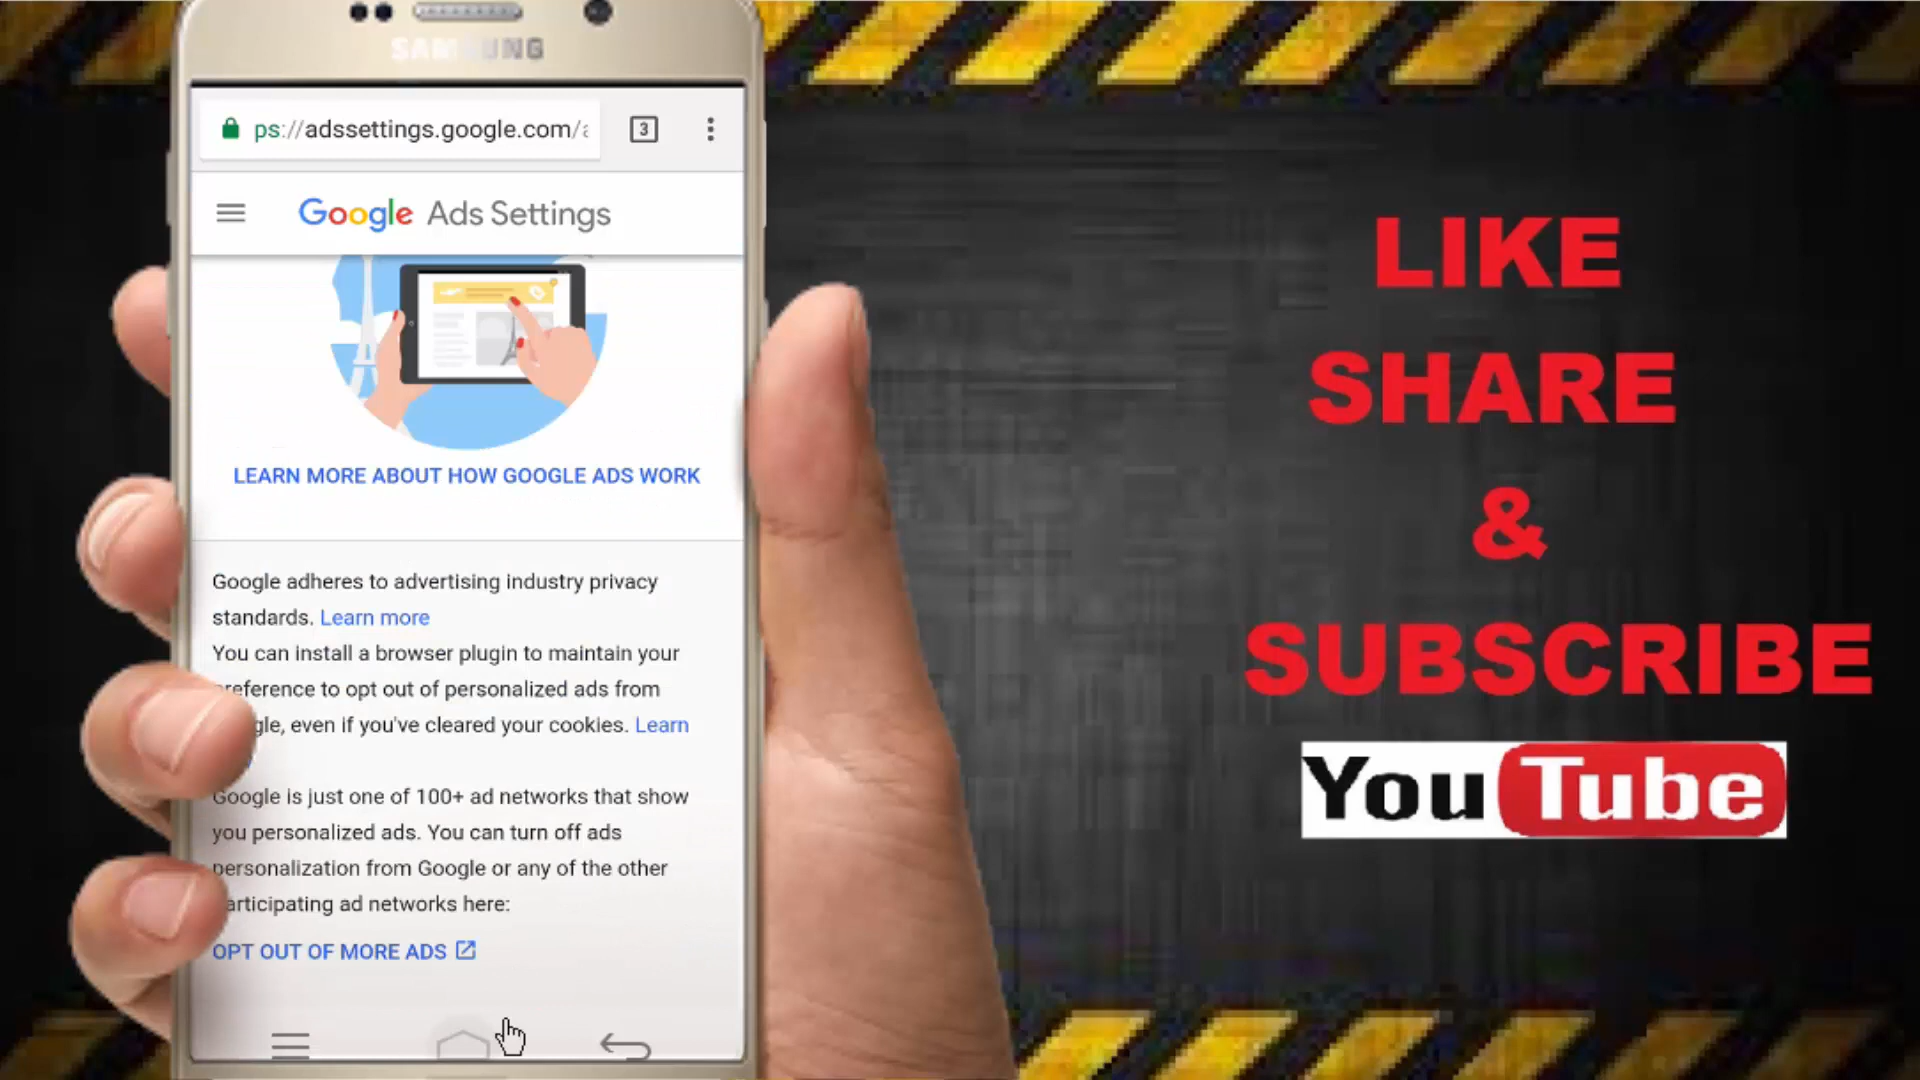 SAMSUNG
ps://adssettings.google.com/a
3
Google Ads Settings
LEARN MORE ABOUT HOW GOOGLE ADS WORK
Google adheres to advertising industry privacy
standards. Learn more
You can install a browser plugin to maintain your
reference to opt out of personalized ads from
gle, even if you've cleared your cookies. Learn
Google is just one of 100+ ad networks that show
you personalized ads. You can turn off ads
personalization from Google or any of the other
articipating ad networks here:
OPT OUT OF MORE ADS
LIKE
SHARE
&
SUBSCRIBE
YouTube